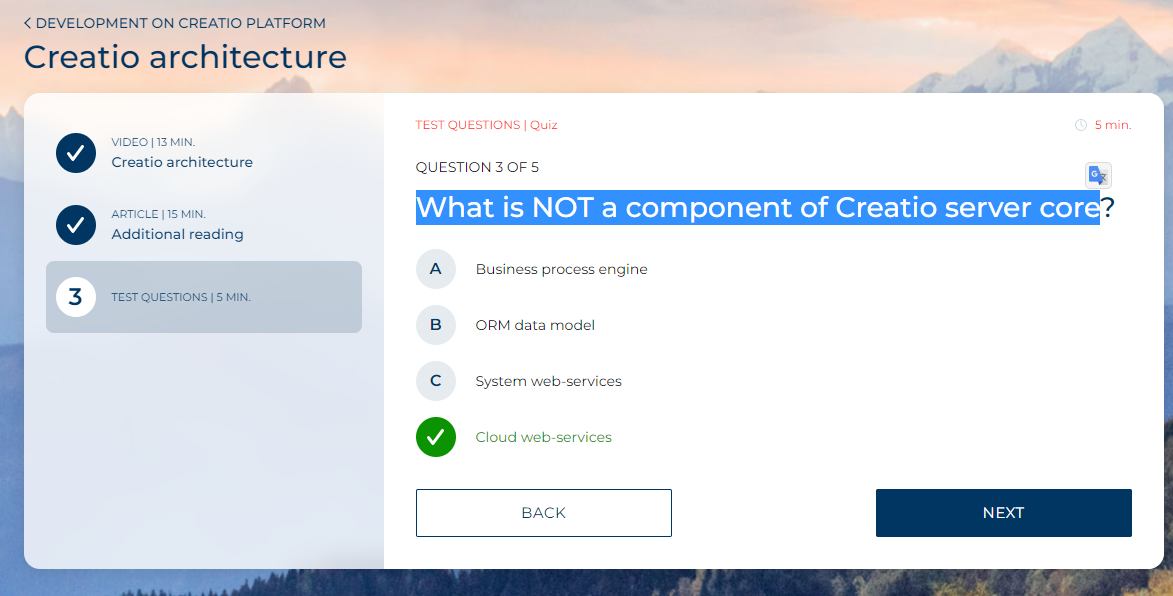 < DEVELOPMENT ON CREATIO PLATFORM
Creatio architecture
VIDEO | 13 MIN.
Creatio architecture
ARTICLE | 15 MIN.
Additional reading
3
TEST QUESTIONS | 5 MIN.
TEST QUESTIONS | Quiz
5 min.
QUESTION 3 OF 5
G
What is NOT a component of Creatio server core?
A Business process engine
B ORM data model
C System web-services
Cloud web-services
BACK
NEXT